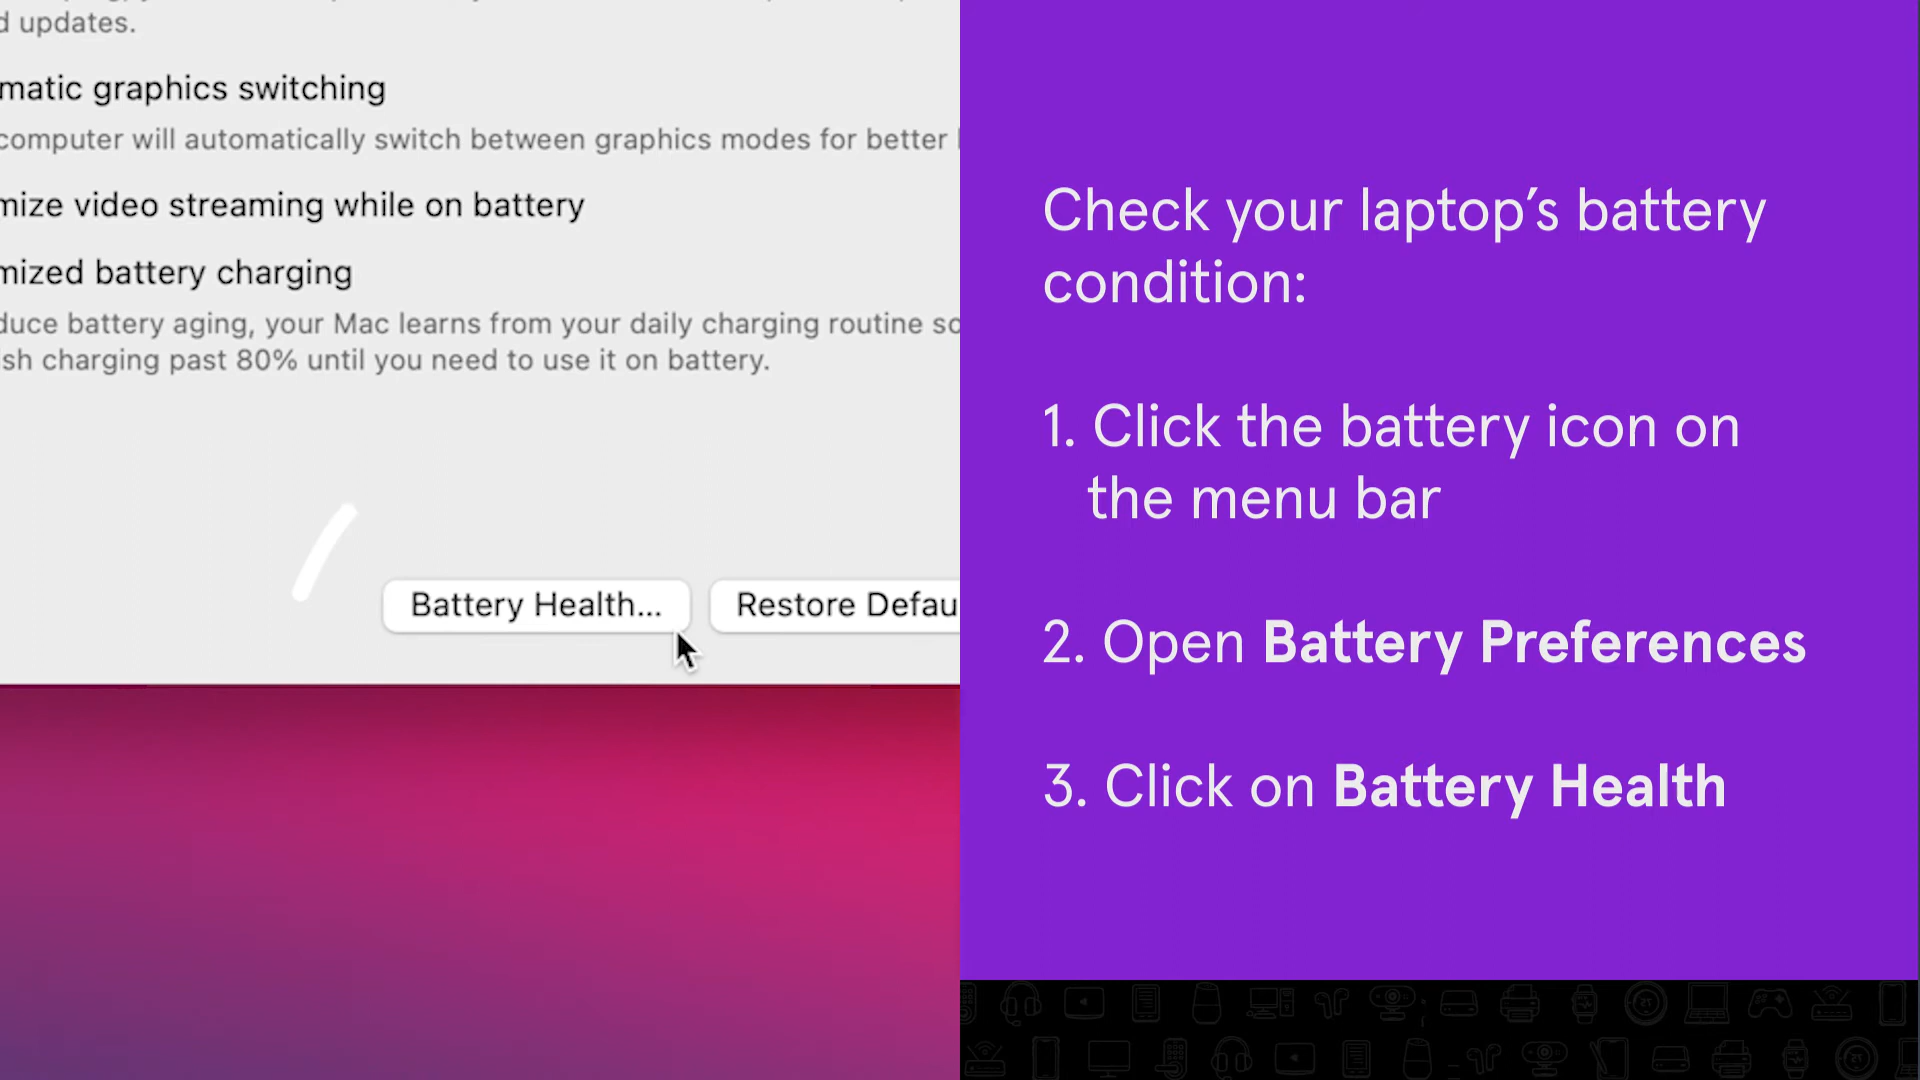 d updates.
matic graphics switching
computer will automatically switch between graphics modes for better
mize video streaming while on battery
mized battery charging
duce battery aging, your Mac learns from your daily charging routine so
sh charging past 80% until you need to use it on battery.
Battery Health...
Restore Defau
Check your laptop’s battery
condition:
1. Click the battery icon on
the menu bar
2. Open Battery Preferences
3. Click on Battery Health